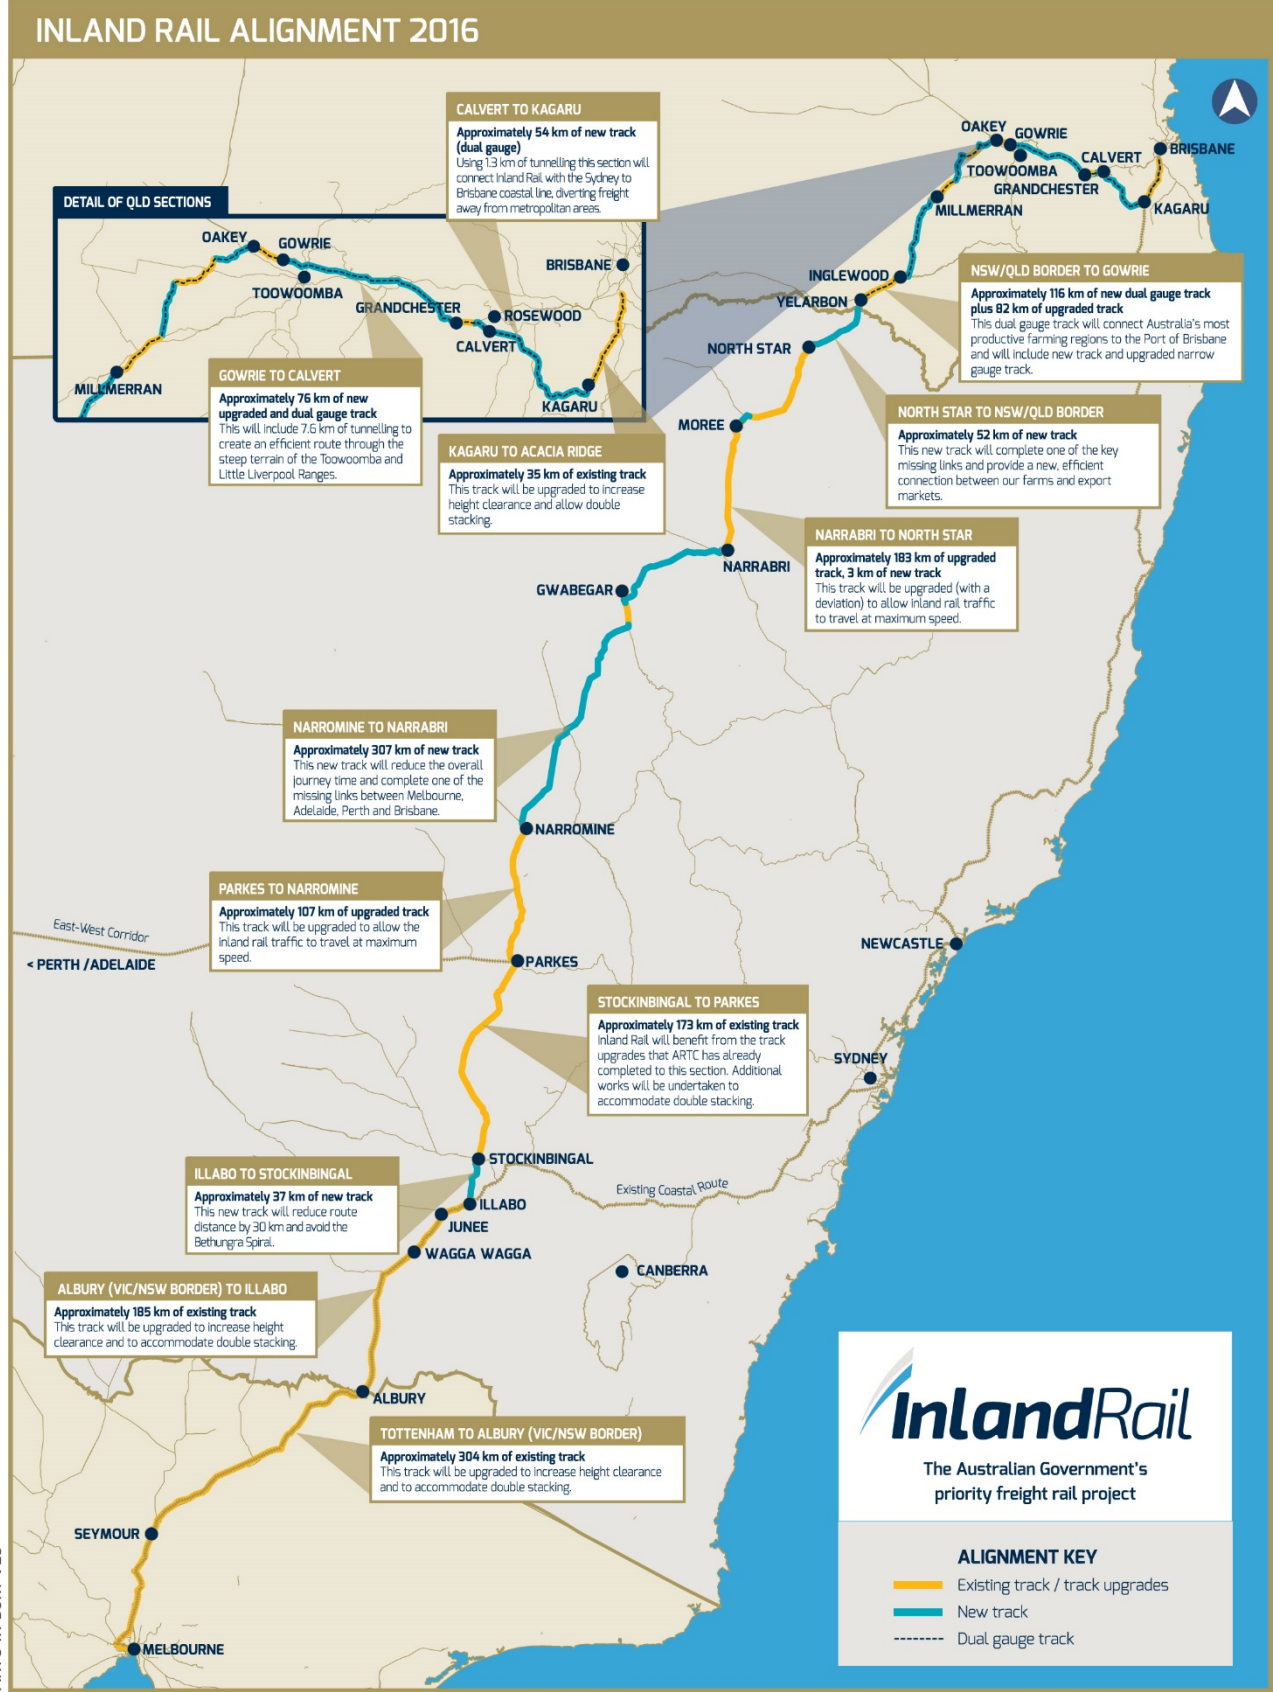 INLAND RAIL ALIGNMENT 2016
CALVERT TO KAGARU
Approximately 54 km of new track
(dual gauge)
Using 1.3 km of tunnelling this section will
connect Inland Rail with the Sydney to
Brisbane coastal line, diverting freight
away from metropolitan areas.
OAKEY
GOWRIE
TOOWOOMBA
CALVERT
BRISBANE
GRANDCHESTER
MILLMERRAN
KAGARU
DETAIL OF QLD SECTIONS
OAKEY
GOWRIE
BRISBANE
TOOWOOMBA
GRANDCHESTER
ROSEWOOD
CALVERT
MILLMERRAN
KAGARU
INGLEWOOD
YELARBON
NORTH STAR
NSW/QLD BORDER TO GOWRIE
Approximately 116 km of new dual gauge track
plus 82 km of upgraded track
This dual gauge track will connect Australia's most
productive farming regions to the Port of Brisbane
and will include new track and upgraded narrow
gauge track.
GOWRIE TO CALVERT
Approximately 76 km of new
upgraded and dual gauge track
This will include 7.6 km of tunnelling to
create an efficient route through the
steep terrain of the Toowoomba and
Little Liverpool Ranges.
KAGARU TO ACACIA RIDGE
Approximately 35 km of existing track
This track will be upgraded to increase
height clearance and allow double
stacking.
MOREE
NORTH STAR TO NSW/QLD BORDER
Approximately 52 km of new track
This new track will complete one of the key
missing links and provide a new, efficient
connection between our farms and export
markets.
NARRABRI TO NORTH STAR
Approximately 183 km of upgraded
track, 3 km of new track
This track will be upgraded (with a
deviation) to allow inland rail traffic
to travel at maximum speed.
NARRABRI
GWABEGAR
NARROMINE TO NARRABRI
Approximately 307 km of new track
This new track will reduce the overall
journey time and complete one of the
missing links between Melbourne,
Adelaide, Perth and Brisbane.
NARROMINE
PARKES TO NARROMINE
Approximately 107 km of upgraded track
This track will be upgraded to allow the
inland rail traffic to travel at maximum
speed.
East-West Corridor
< PERTH /ADELAIDE
PARKES
NEWCASTLE
STOCKINBINGAL TO PARKES
Approximately 173 km of existing track
Inland Rail will benefit from the track
upgrades that ARTC has already
completed to this section. Additional
works will be undertaken to
accommodate double stacking.
SYDNEY
STOCKINBINGAL
ILLABO TO STOCKINBINGAL
Approximately 37 km of new track
This new track will reduce route
distance by 30 km and avoid the
Bethungra Spiral.
Existing Coastal Route
ILLABO
JUNEE
WAGGA WAGGA
CANBERRA
ALBURY (VIC/NSW BORDER) TO ILLABO
Approximately 185 km of existing track
This track will be upgraded to increase height
clearance and to accommodate double stacking.
ALBURY
TOTTENHAM TO ALBURY (VIC/NSW BORDER)
Approximately 304 km of existing track
This track will be upgraded to increase height clearance
and to accommodate double stacking.
SEYMOUR
MELBOURNE
InlandRail
The Australian Government's
priority freight rail project
ALIGNMENT KEY
Existing track / track upgrades
New track
Dual gauge track